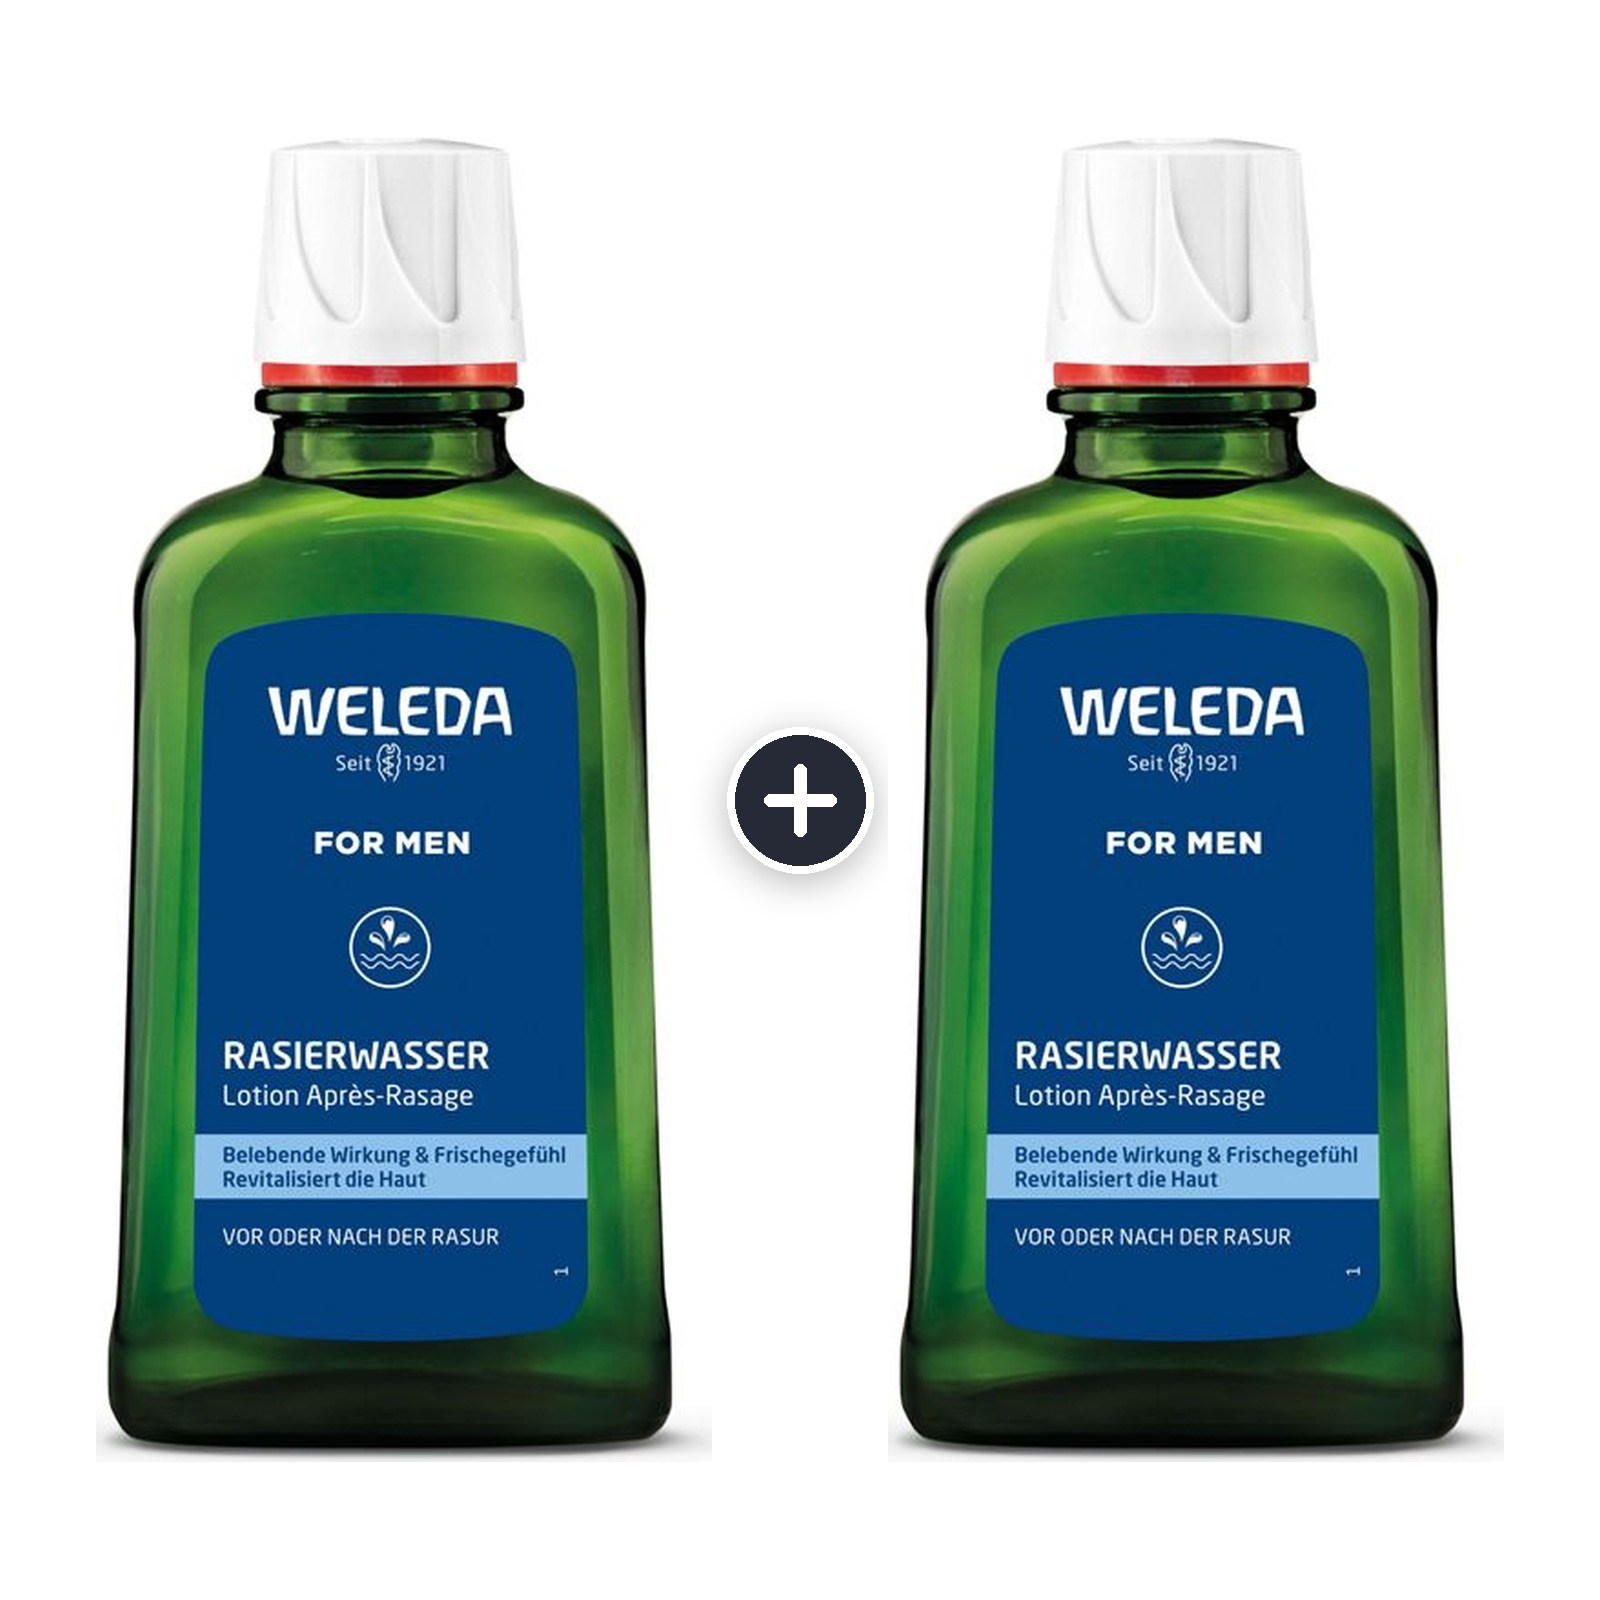 WELEDA
Seit 1921
FOR MEN
RASIERWASSER
Lotion Après-Rasage
Belebende Wirkung & Frischegefühl
Revitalisiert die Haut
VOR ODER NACH DER RASUR
1
WELEDA
Seit 1921
FOR MEN
RASIERWASSER
Lotion Après-Rasage
Belebende Wirkung & Frischegefühl
Revitalisiert die Haut
VOR ODER NACH DER RASUR
1